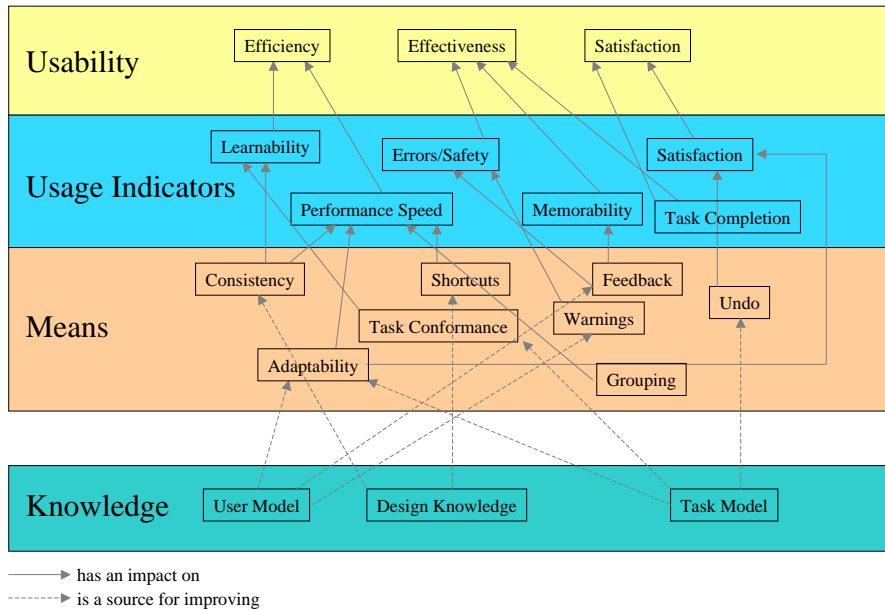 Usability
Efficiency
Effectiveness
Satisfaction
Usage Indicators
Learnability
Errors/Safety
Satisfaction
Performance Speed
Memorability
Task Completion
Means
Consistency
Shortcuts
Feedback
Undo
Task Conformance
Warnings
Adaptability
Grouping
Knowledge
User Model
Design Knowledge
Task Model
has an impact on
is a source for improving